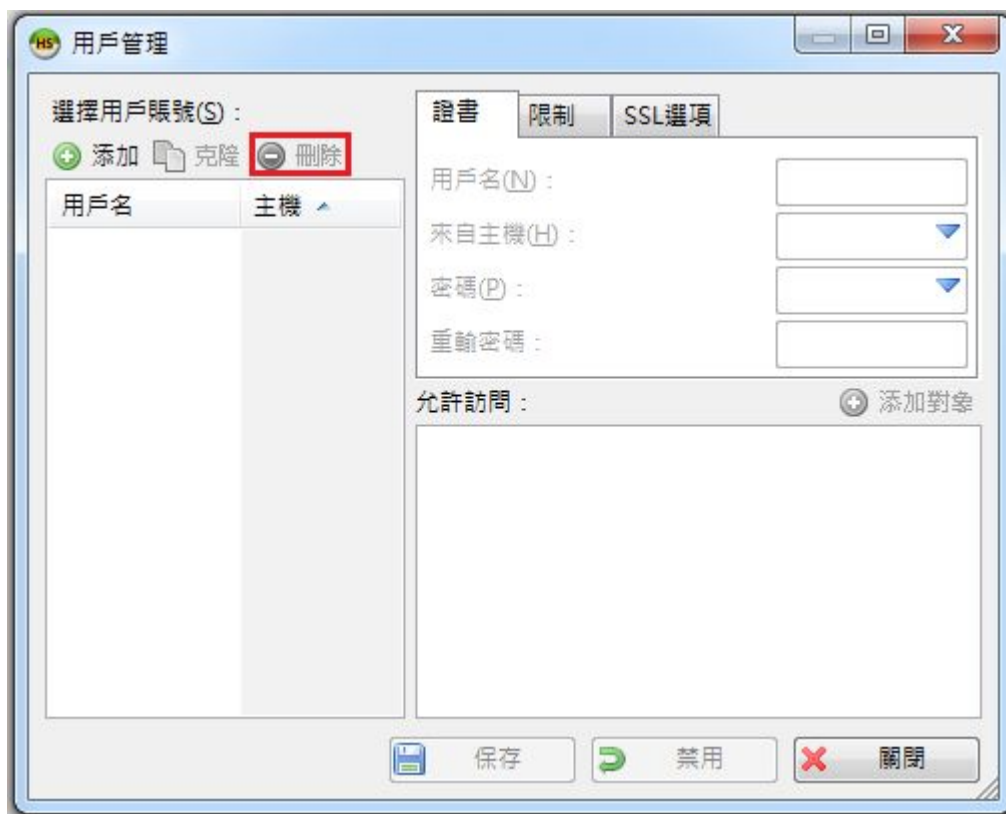 HS 用戶管理
選擇用戶賬號(S)：
添加 克隆 刪除
用戶名 主機
證書 限制 SSL選項
用戶名(N)：
來自主機(H)：
密碼(P)：
重輸密碼：
允許訪問： 添加對象
保存 禁用 關閉